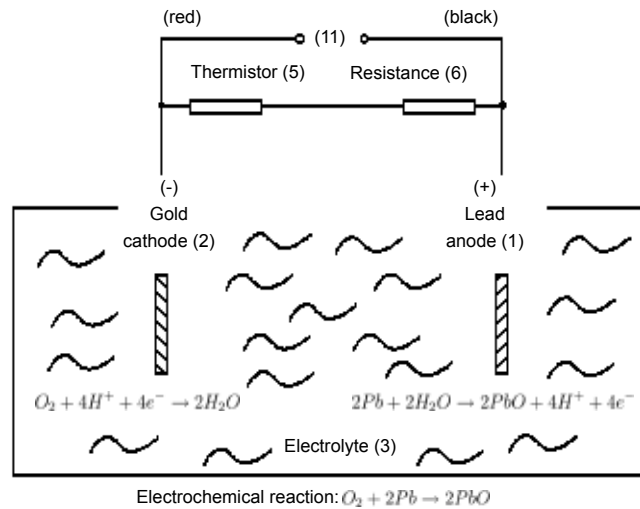 (red) (black)
(11)
Thermistor (5) Resistance (6)
(-) (+)
Gold Lead
cathode (2) anode (1)
O₂ + 4H⁺ + 4e⁻ → 2H₂O 2Pb + 2H₂O → 2PbO + 4H⁺ + 4e⁻
Electrolyte (3)
Electrochemical reaction: O₂ + 2Pb → 2PbO